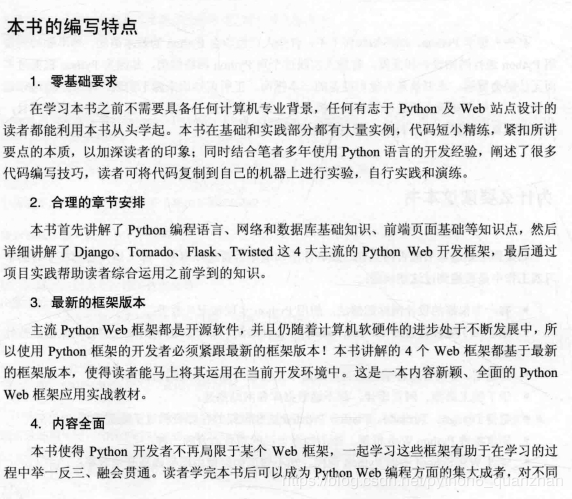 本书的编写特点
1. 零基础要求
在学习本书之前不需要具备任何计算机专业背景，任何有志于 Python 及 Web 站点设计的
读者都能利用本书从头学起。本书在基础和实践部分都有大量实例，代码短小精练，紧扣所讲
要点的本质，以加深读者的印象；同时结合笔者多年使用 Python 语言的开发经验，阐述了很多
代码编写技巧，读者可将代码复制到自己的机器上进行实验，自行实践和演练。
2. 合理的章节安排
本书首先讲解了 Python 编程语言、网络和数据库基础知识、前端页面基础等知识点，然后
详细讲解了 Django、Tornado、Flask、Twisted 这 4 大主流的 Python Web 开发框架，最后通过
项目实践帮助读者综合运用之前学到的知识。
3. 最新的框架版本
主流 Python Web 框架都是开源软件，并且仍随着计算机软硬件的进步处于不断发展中，所
以使用 Python 框架的开发者必须紧跟最新的框架版本！本书讲解的 4 个 Web 框架都基于最新
的框架版本，使得读者能马上将其运用在当前开发环境中。这是一本内容新颖、全面的 Python
Web 框架应用实战教材。
4. 内容全面
本书使得 Python 开发者不再局限于某个 Web 框架，一起学习这些框架有助于在学习的过
程中举一反三、融会贯通。读者学完本书后可以成为 Python Web 编程方面的集大成者，对不同